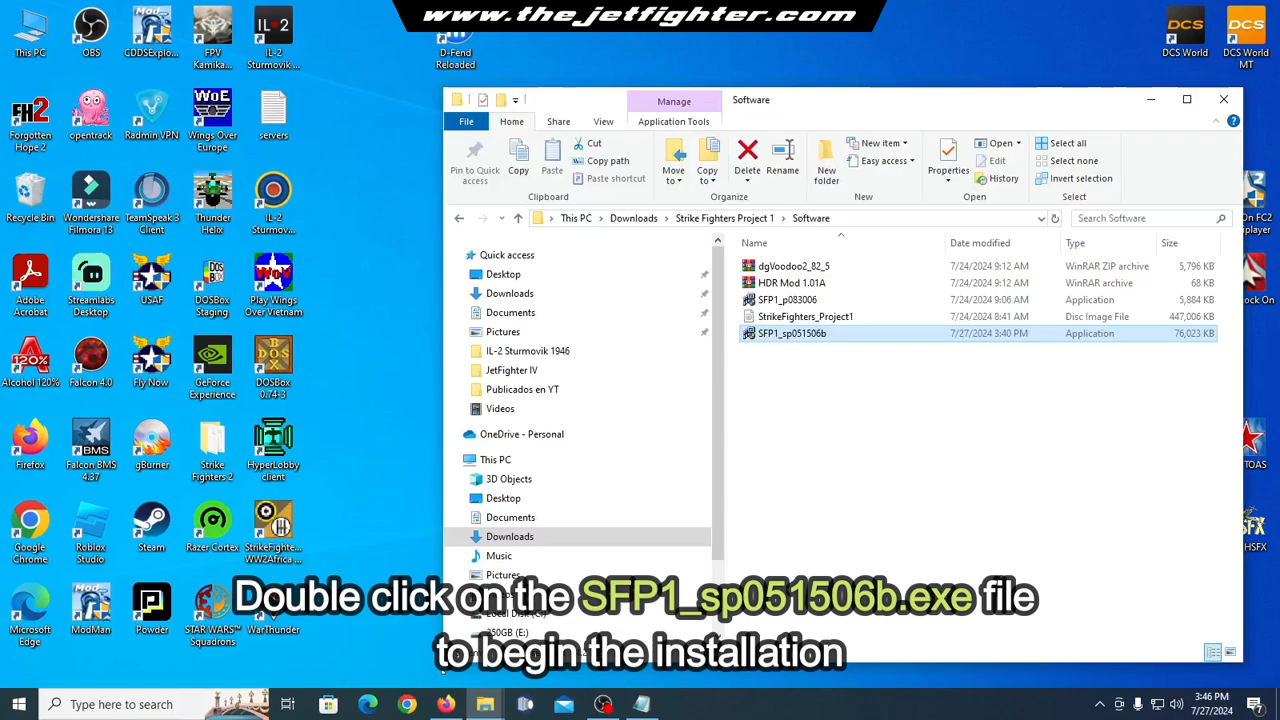 www.the.jetfighter.com
This PC
OBS
CDDSExplo...
FPV
Kamika...
IL-2
Sturmovik...
D-Fend
Reloaded
DCS World
DCS World
MT
Forgotten
Hope 2
opentrack
Radmin VPN
Wings Over
Europe
servers
Recycle Bin
Wondershare
Filmora 13
TeamSpeak 3
Client
Thunder
Helix
IL-2
Sturmov...
Adobe
Acrobat
Streamlabs
Desktop
USAF
DOSBox
Staging
Play Wings
Over Vietnam
Alcohol 120%
Falcon 4.0
Fly Now
GeForce
Experience
DOSBox
0.74-3
Firefox
Falcon BMS
4.37
gBurner
Strike
Fighters 2
HyperLobby
client
Google
Chrome
Roblox
Studio
Steam
Razer Cortex
StrikeFighte...
WW2Africa ...
Microsoft
Edge
ModMan
Powder
STAR WARS™
Squadrons
WarThunder
Manage
Software
File
Home
Share
View
Application Tools
Pin to Quick
access
Copy
Paste
Cut
Copy path
Paste shortcut
Clipboard
Move
to
Copy
to
Delete
Rename
Organize
New
folder
New item
Easy access
New
Properties
Open
Edit
History
Open
Select all
Select none
Invert selection
Select
This PC
Downloads
Strike Fighters Project 1
Software
Search Software
Quick access
Desktop
Downloads
Documents
Pictures
IL-2 Sturmovik 1946
JetFighter IV
Publicados en YT
Videos
OneDrive - Personal
This PC
3D Objects
Desktop
Documents
Downloads
Music
Pictures
Name
Date modified
Type
Size
dgVoodoo2_82_5 7/24/2024 9:12 AM WinRAR ZIP archive 5,796 KB
HDR Mod 1.01A 7/24/2024 9:12 AM WinRAR archive 68 KB
SFP1_p083006 7/24/2024 9:06 AM Application 5,884 KB
StrikeFighters_Project1 7/24/2024 8:41 AM Disc Image File 447,006 KB
SFP1_sp051506b 7/27/2024 3:40 PM Application 76,023 KB
HSFX
Double click on the SFP1_sp051506b.exe file
to begin the installation
Type here to search
3:46 PM
7/27/2024